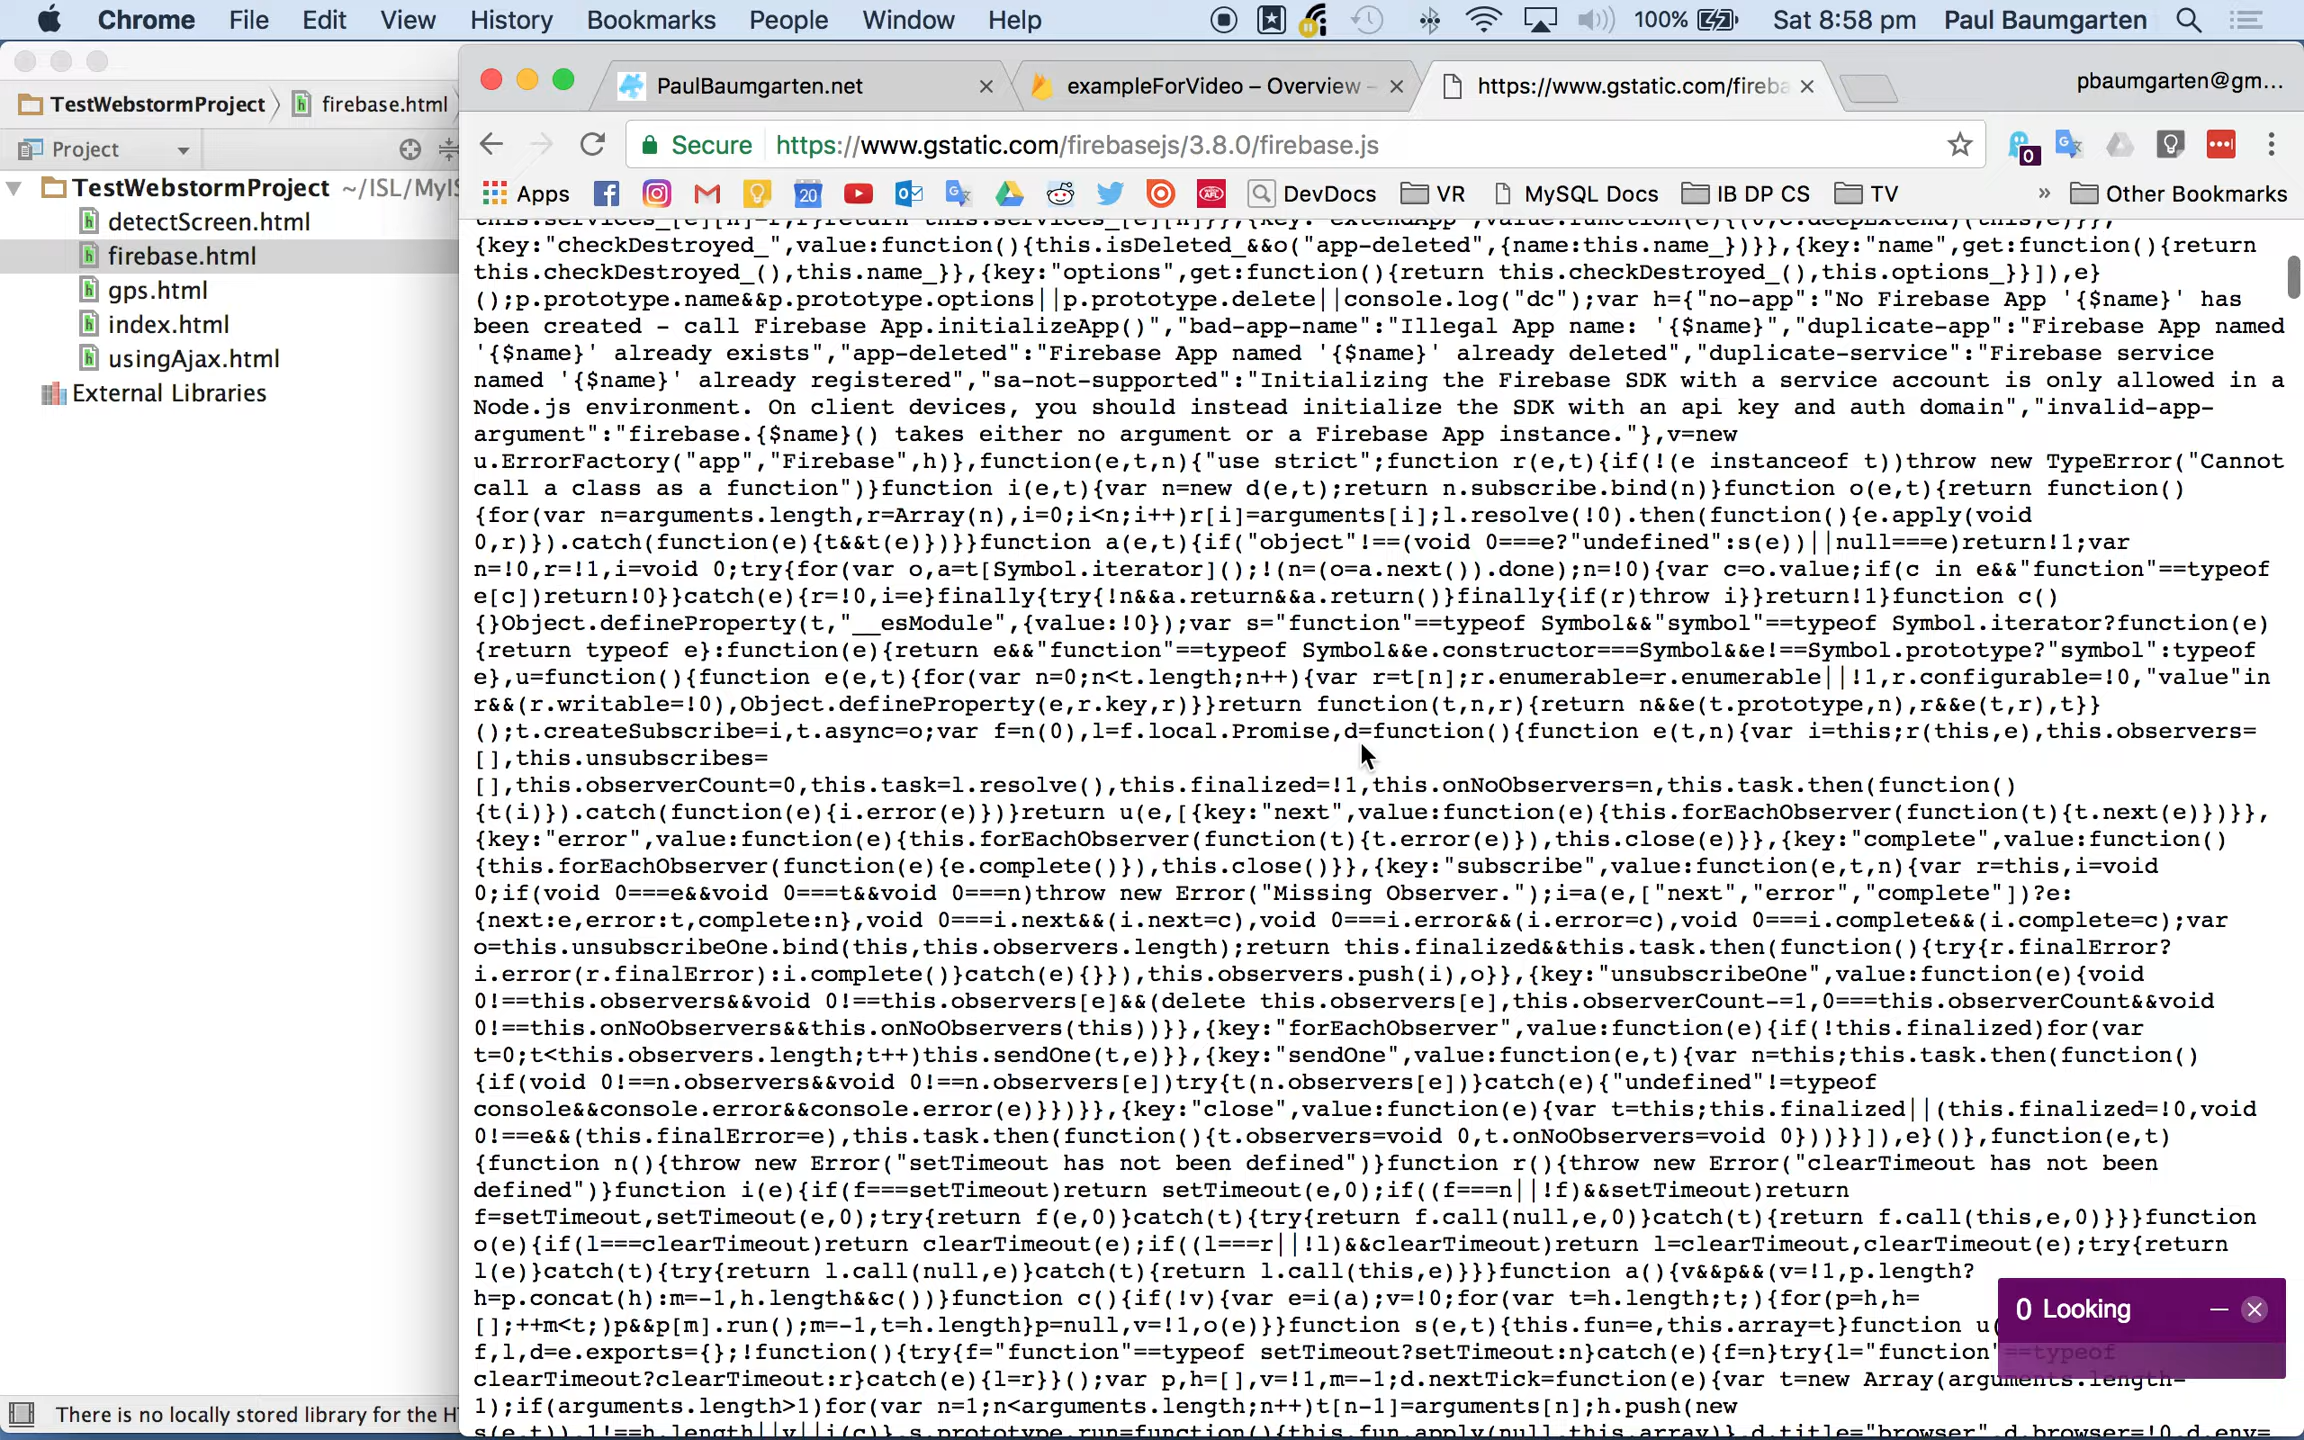 Chrome File Edit View History Bookmarks People Window Help 100% Sat 8:58 pm Paul Baumgarten
TestWebstormProject firebase.html
Project
TestWebstormProject ~/ISL/MyIS
detectScreen.html
firebase.html
gps.html
index.html
usingAjax.html
External Libraries
There is no locally stored library for the H
PaulBaumgarten.net exampleForVideo – Overview - https://www.gstatic.com/fireba pbaumgarten@gm...
Secure https://www.gstatic.com/firebasejs/3.8.0/firebase.js 0
Apps 20 DevDocs VR MySQL Docs IB DP CS TV » Other Bookmarks
{key:"checkDestroyed_",value:function(){this.isDeleted_&&o("app-deleted",{name:this.name_})}},{key:"name",get:function(){return
this.checkDestroyed_(),this.name_}},{key:"options",get:function(){return this.checkDestroyed_(),this.options_}}]),e}
();p.prototype.name&&p.prototype.options||p.prototype.delete||console.log("dc");var h={"no-app":"No Firebase App '{$name}' has
been created - call Firebase App.initializeApp()","bad-app-name":"Illegal App name: '{$name}","duplicate-app":"Firebase App named
'{$name}' already exists","app-deleted":"Firebase App named '{$name}' already deleted","duplicate-service":"Firebase service
named '{$name}' already registered","sa-not-supported":"Initializing the Firebase SDK with a service account is only allowed in a
Node.js environment. On client devices, you should instead initialize the SDK with an api key and auth domain","invalid-app-
argument":"firebase.{$name}() takes either no argument or a Firebase App instance."},v=new
u.ErrorFactory("app","Firebase",h)},function(e,t,n){"use strict";function r(e,t){if(!(e instanceof t))throw new TypeError("Cannot
call a class as a function")}function i(e,t){var n=new d(e,t);return n.subscribe.bind(n)}function o(e,t){return function()
{for(var n=arguments.length,r=Array(n),i=0;i<n;i++)r[i]=arguments[i];l.resolve(!0).then(function(){e.apply(void
0,r)}).catch(function(e){t&&t(e)})}}function a(e,t){if("object"!==(void 0===e?"undefined":s(e))||null===e)return!1;var
n=!0,r=!1,i=void 0;try{for(var o,a=t[Symbol.iterator]();!(n=(o=a.next()).done);n=!0){var c=o.value;if(c in e&&"function"==typeof
e[c])return!0}}catch(e){r=!0,i=e}finally{try{!n&&a.return&&a.return()}finally{if(r)throw i}}return!1}function c()
{}Object.defineProperty(t,"__esModule",{value:!0});var s="function"==typeof Symbol&&"symbol"==typeof Symbol.iterator?function(e)
{return typeof e}:function(e){return e&&"function"==typeof Symbol&&e.constructor===Symbol&&e!==Symbol.prototype?"symbol":typeof
e},u=function(){function e(e,t){for(var n=0;n<t.length;n++){var r=t[n];r.enumerable=r.enumerable||!1,r.configurable=!0,"value"in
r&&(r.writable=!0),Object.defineProperty(e,r.key,r)}}return function(t,n,r){return n&&e(t.prototype,n),r&&e(t,r),t}}
();t.createSubscribe=i,t.async=o;var f=n(0),l=f.local.Promise,d=function(){function e(t,n){var i=this;r(this,e),this.observers=
[],this.unsubscribes=
[],this.observerCount=0,this.task=l.resolve(),this.finalized=!1,this.onNoObservers=n,this.task.then(function()
{t(i)}).catch(function(e){i.error(e)})}return u(e,[{key:"next",value:function(e){this.forEachObserver(function(t){t.next(e)})}},
{key:"error",value:function(e){this.forEachObserver(function(t){t.error(e)}),this.close(e)}},{key:"complete",value:function()
{this.forEachObserver(function(e){e.complete()}),this.close()}},{key:"subscribe",value:function(e,t,n){var r=this,i=void
0;if(void 0===e&&void 0===t&&void 0===n)throw new Error("Missing Observer.");i=a(e,["next","error","complete"])?e:
{next:e,error:t,complete:n},void 0===i.next&&(i.next=c),void 0===i.error&&(i.error=c),void 0===i.complete&&(i.complete=c);var
o=this.unsubscribeOne.bind(this,this.observers.length);return this.finalized&&this.task.then(function(){try{r.finalError?
i.error(r.finalError):i.complete()}catch(e){}}),this.observers.push(i),o}},{key:"unsubscribeOne",value:function(e){void
0!==this.observers&&void 0!==this.observers[e]&&(delete this.observers[e],this.observerCount-=1,0===this.observerCount&&void
0!==this.onNoObservers&&this.onNoObservers(this))}},{key:"forEachObserver",value:function(e){if(!this.finalized)for(var
t=0;t<this.observers.length;t++)this.sendOne(t,e)}},{key:"sendOne",value:function(e,t){var n=this;this.task.then(function()
{if(void 0!==n.observers&&void 0!==n.observers[e])try{t(n.observers[e])}catch(e){"undefined"!=typeof
console&&console.error&&console.error(e)}})}},{key:"close",value:function(e){var t=this;this.finalized||(this.finalized=!0,void
0!==e&&(this.finalError=e),this.task.then(function(){t.observers=void 0,t.onNoObservers=void 0}))}}]),e}()},function(e,t)
{function n(){throw new Error("setTimeout has not been defined")}function r(){throw new Error("clearTimeout has not been
defined")}function i(e){if(f===setTimeout)return setTimeout(e,0);if((f===n||!f)&&setTimeout)return
f=setTimeout,setTimeout(e,0);try{return f(e,0)}catch(t){try{return f.call(null,e,0)}catch(t){return f.call(this,e,0)}}}function
o(e){if(l===clearTimeout)return clearTimeout(e);if((l===r||!l)&&clearTimeout)return l=clearTimeout,clearTimeout(e);try{return
l(e)}catch(t){try{return l.call(null,e)}catch(t){return l.call(this,e)}}}function a(){v&&p&&(v=!1,p.length?
h=p.concat(h):m=-1,h.length&&c())}function c(){if(!v){var e=i(a);v=!0;for(var t=h.length;t;){for(p=h,h=
[];++m<t;)p&&p[m].run();m=-1,t=h.length}p=null,v=!1,o(e)}}function s(e,t){this.fun=e,this.array=t}function u(
f,l,d=e.exports={};!function(){try{f="function"==typeof setTimeout?setTimeout:n}catch(e){f=n}try{l="function"==typeof
clearTimeout?clearTimeout:r}catch(e){l=r}}();var p,h=[],v=!1,m=-1;d.nextTick=function(e){var t=new Array(arguments.length-
1);if(arguments.length>1)for(var n=1;n<arguments.length;n++)t[n-1]=arguments[n];h.push(new
s(e,t)),1!==h.length||v||i(c)},s.prototype.run=function(){this.fun.apply(null,this.array)},d.title="browser",d.browser=!0,d.env=
0 Looking